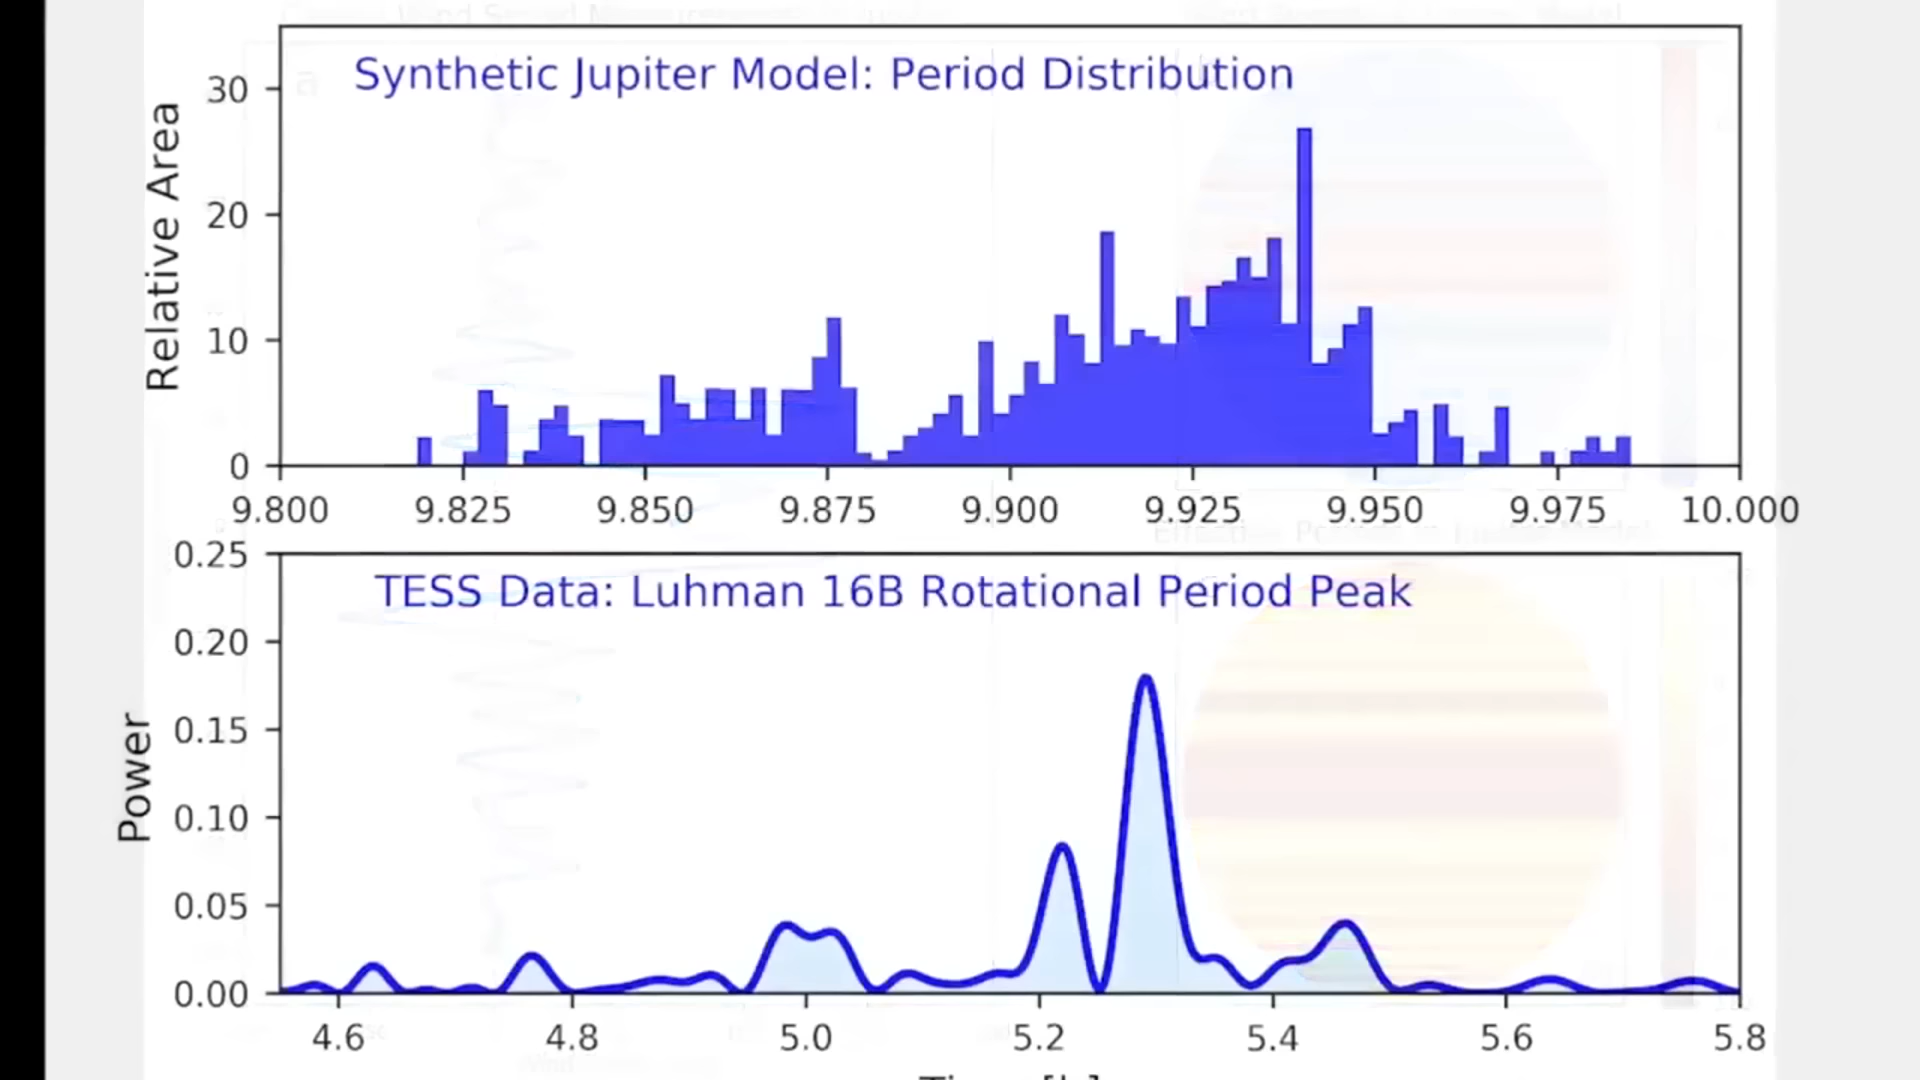 Synthetic Jupiter Model: Period Distribution
Relative Area
30
20
10
0
9.800 9.825 9.850 9.875 9.900 9.925 9.950 9.975 10.000
TESS Data: Luhman 16B Rotational Period Peak
Power
0.25
0.20
0.15
0.10
0.05
0.00
4.6 4.8 5.0 5.2 5.4 5.6 5.8